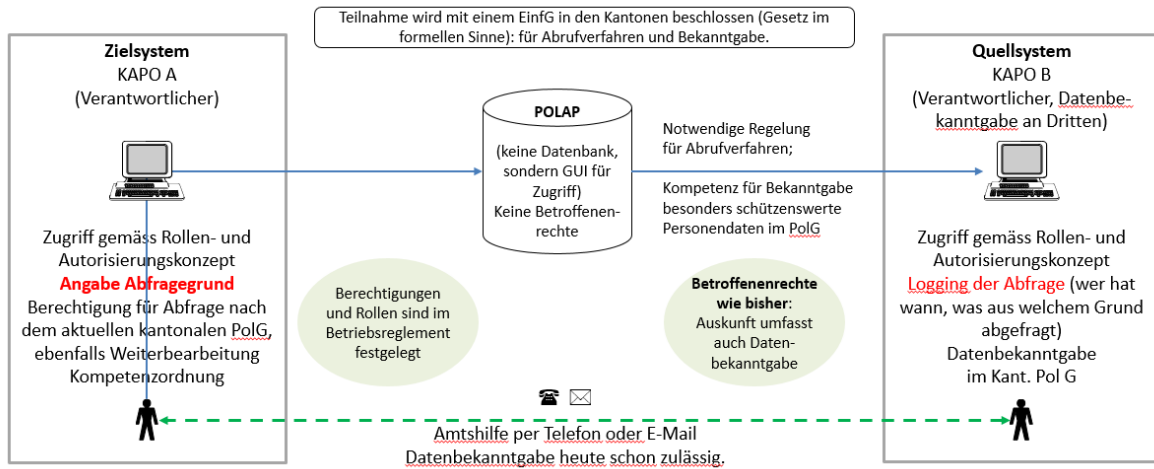 Teilnahme wird mit einem EinfG in den Kantonen beschlossen (Gesetz im
formellen Sinne): für Abrufverfahren und Bekanntgabe.
Zielsystem
KAPO A
(Verantwortlicher)
Zugriff gemäss Rollen- und
Autorisierungskonzept
Angabe Abfragegrund
Berechtigung für Abfrage nach
dem aktuellen kantonalen PolG,
ebenfalls Weiterbearbeitung
Kompetenzordnung
POLAP
(keine Datenbank,
sondern GUI für
Zugriff)
Keine Betroffenen-
rechte
Notwendige Regelung
für Abrufverfahren;
Kompetenz für Bekanntgabe
besonders schützenswerte
Personendaten im PolG
Berechtigungen
und Rollen sind im
Betriebsreglement
festgelegt
Betroffenenrechte
wie bisher:
Auskunft umfasst
auch Daten-
bekanntgabe
Quellsystem
KAPO B
(Verantwortlicher, Datenbe-
kanntgabe an Dritten)
Zugriff gemäss Rollen- und
Autorisierungskonzept
Logging der Abfrage (wer hat
wann, was aus welchem Grund
abgefragt)
Datenbekanntgabe
im Kant. Pol G
Amtshilfe per Telefon oder E-Mail
Datenbekanntgabe heute schon zulässig.